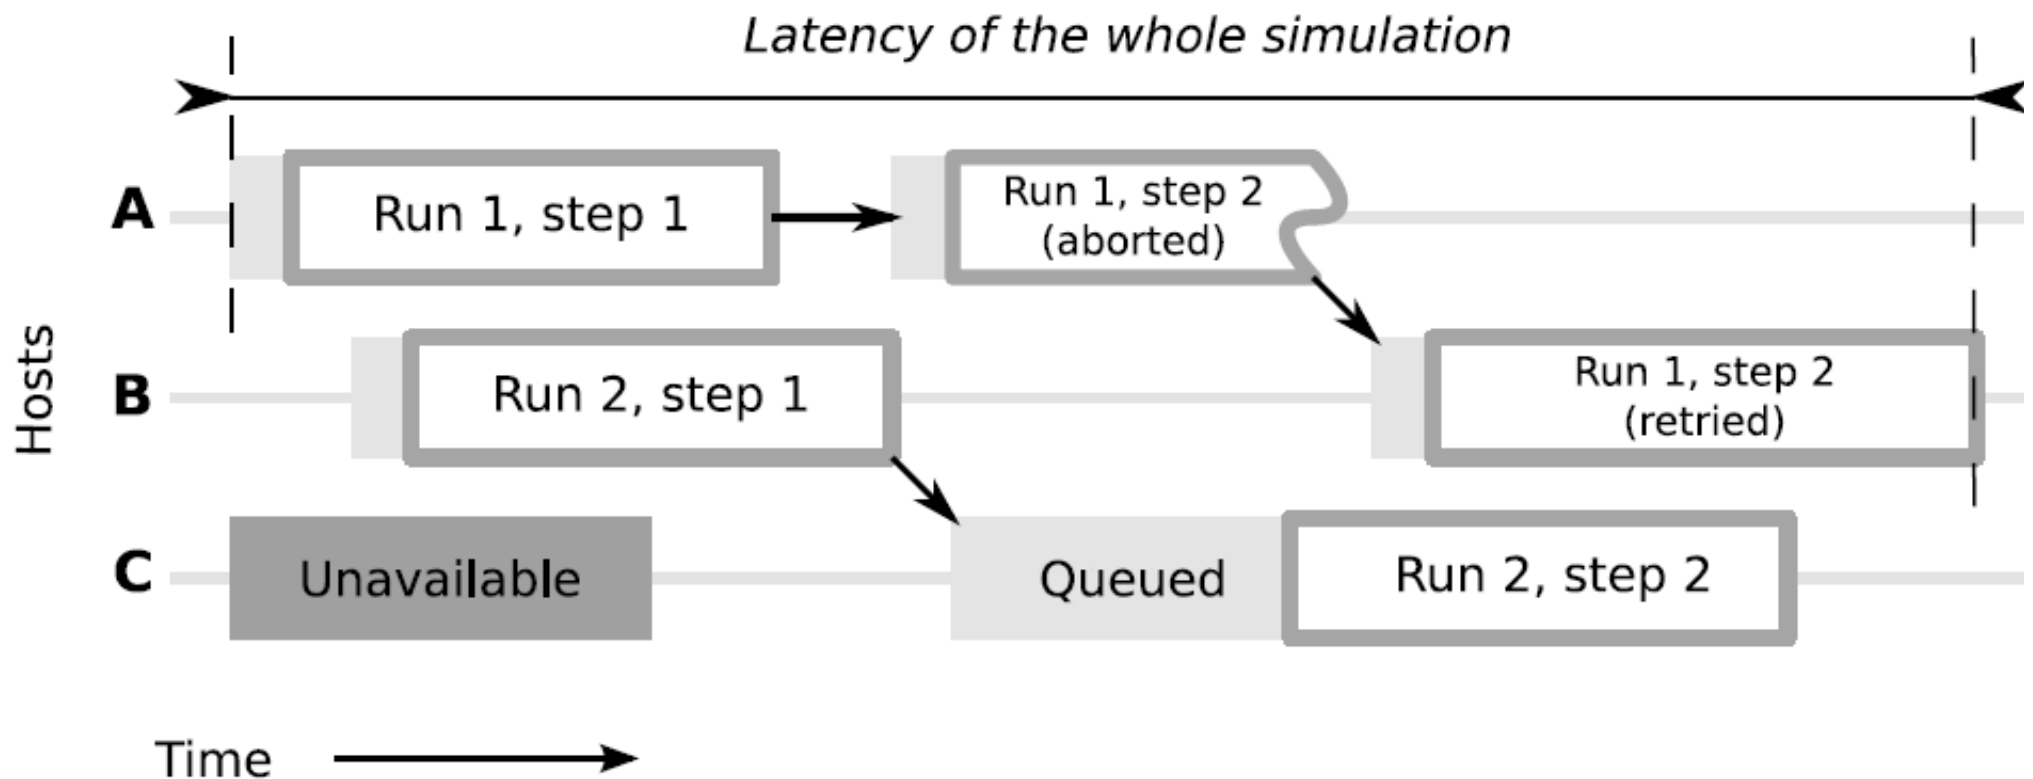 Latency of the whole simulation
A
Run 1, step 1
Run 1, step 2
(aborted)
Hosts
B
Run 2, step 1
Run 1, step 2
(retried)
C
Unavailable
Queued
Run 2, step 2
Time